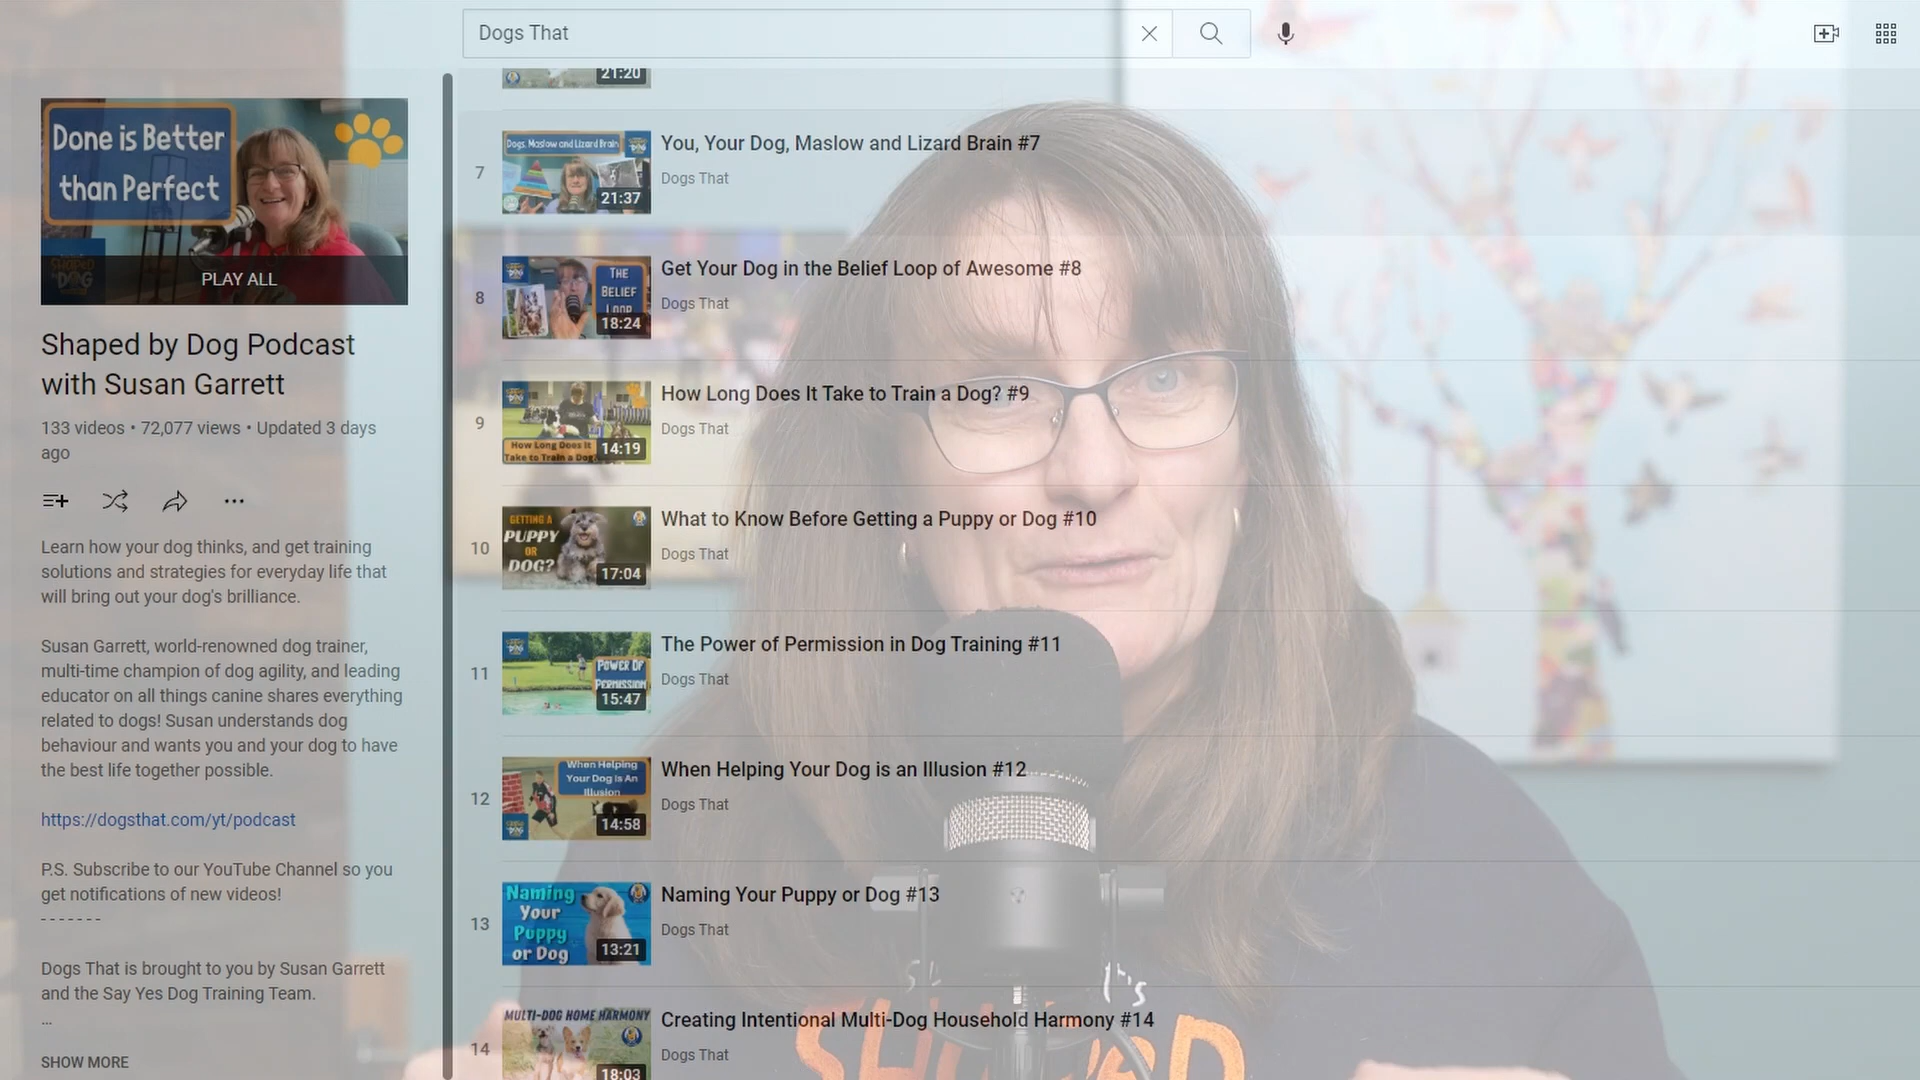 Dogs That
Done is Better
than Perfect
SHAPED
DOG
PLAY ALL
Shaped by Dog Podcast
with Susan Garrett
133 videos • 72,077 views • Updated 3 days
ago
Learn how your dog thinks, and get training
solutions and strategies for everyday life that
will bring out your dog's brilliance.
Susan Garrett, world-renowned dog trainer,
multi-time champion of dog agility, and leading
educator on all things canine shares everything
related to dogs! Susan understands dog
behaviour and wants you and your dog to have
the best life together possible.
https://dogsthat.com/yt/podcast
P.S. Subscribe to our YouTube Channel so you
get notifications of new videos!
-------
Dogs That is brought to you by Susan Garrett
and the Say Yes Dog Training Team.
...
SHOW MORE
21:20
7
Dogs, Maslow and Lizard Brain
21:37
You, Your Dog, Maslow and Lizard Brain #7
Dogs That
8
THE
BELIEF
LOOP
18:24
Get Your Dog in the Belief Loop of Awesome #8
Dogs That
9
How Long Does It
Take to Train a Dog?
14:19
How Long Does It Take to Train a Dog? #9
Dogs That
10
GETTING A
PUPPY
OR
DOG?
17:04
What to Know Before Getting a Puppy or Dog #10
Dogs That
11
POWER OF
PERMISSION
15:47
The Power of Permission in Dog Training #11
Dogs That
12
When Helping
Your Dog Is An
Illusion
14:58
When Helping Your Dog is an Illusion #12
Dogs That
13
Naming
Your
Puppy
or Dog
13:21
Naming Your Puppy or Dog #13
Dogs That
14
MULTI-DOG HOME HARMONY
18:03
Creating Intentional Multi-Dog Household Harmony #14
Dogs That